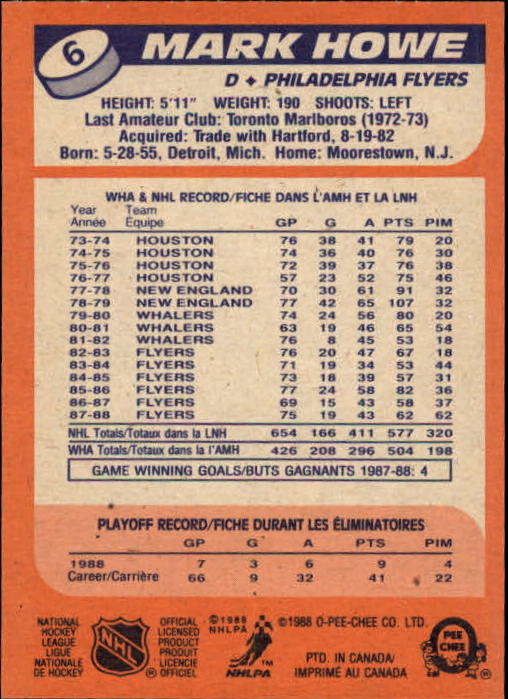 6
MARK HOWE
D ♦ PHILADELPHIA FLYERS
HEIGHT: 5'11" WEIGHT: 190 SHOOTS: LEFT
Last Amateur Club: Toronto Marlboros (1972-73)
Acquired: Trade with Hartford, 8-19-82
Born: 5-28-55, Detroit, Mich. Home: Moorestown, N.J.
WHA & NHL RECORD/FICHE DANS L'AMH ET LA LNH
Year Team
Année Équipe GP G A PTS PIM
73-74 HOUSTON 76 38 41 79 20
74-75 HOUSTON 74 36 40 76 30
75-76 HOUSTON 72 39 37 76 38
76-77 HOUSTON 57 23 52 75 46
77-78 NEW ENGLAND 70 30 61 91 32
78-79 NEW ENGLAND 77 42 65 107 32
79-80 WHALERS 74 24 56 80 20
80-81 WHALERS 63 19 46 65 54
81-82 WHALERS 76 8 45 53 18
82-83 FLYERS 76 20 47 67 18
83-84 FLYERS 71 19 34 53 44
84-85 FLYERS 73 18 39 57 31
85-86 FLYERS 77 24 58 82 36
86-87 FLYERS 69 15 43 58 37
87-88 FLYERS 75 19 43 62 62
NHL Totals/Totaux dans la LNH 654 166 411 577 320
WHA Totals/Totaux dans la l'AMH 426 208 296 504 198
GAME WINNING GOALS/BUTS GAGNANTS 1987-88: 4
PLAYOFF RECORD/FICHE DURANT LES ÉLIMINATOIRES
GP G A PTS PIM
1988 7 3 6 9 4
Career/Carrière 66 9 32 41 22
NATIONAL
HOCKEY
LEAGUE
LIGUE
NATIONALE
DE HOCKEY
NHL
®
OFFICIAL
LICENSED
PRODUCT
PRODUIT
LICENCIE
OFFICIEL
©1988
NHLPA
TM
NHLPA
©1988 O-PEE-CHEE CO. LTD.
PTD. IN CANADA/
IMPRIMÉ AU CANADA
O
PEE
CHEE
®